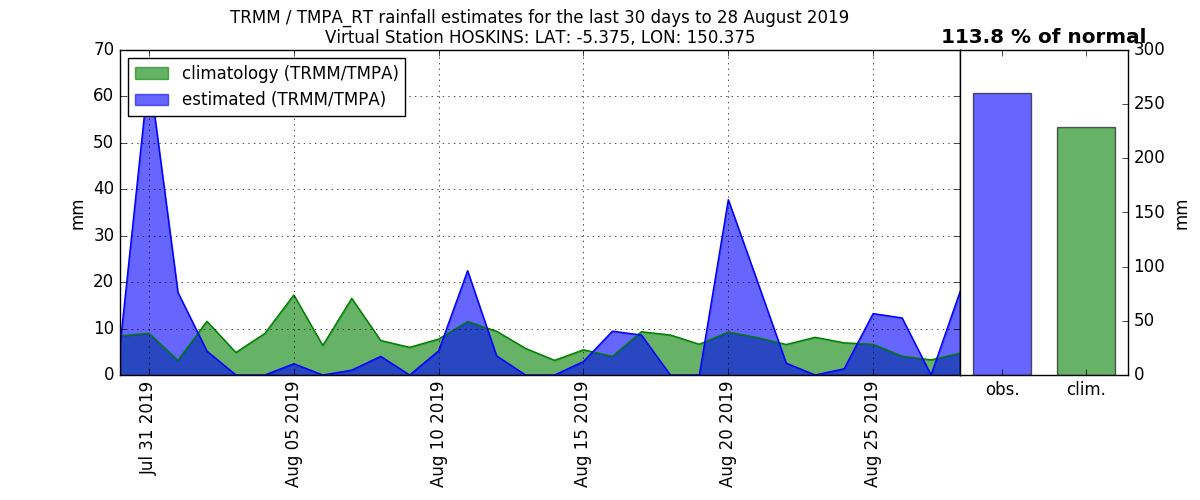 TRMM / TMPA_RT rainfall estimates for the last 30 days to 28 August 2019
Virtual Station HOSKINS: LAT: -5.375, LON: 150.375
113.8 % of normal
climatology (TRMM/TMPA)
estimated (TRMM/TMPA)
70
60
50
40
30
20
10
0
mm
Jul 31 2019
Aug 05 2019
Aug 10 2019
Aug 15 2019
Aug 20 2019
Aug 25 2019
300
250
200
150
100
50
0
mm
obs.
clim.